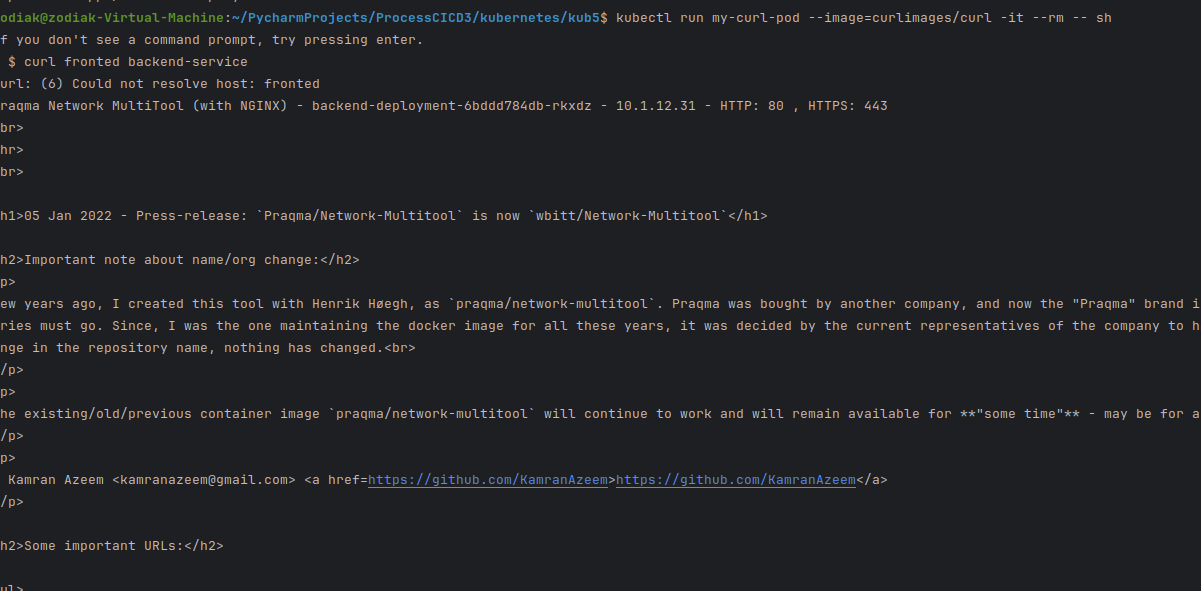 odiak@zodiak-Virtual-Machine:~/PycharmProjects/ProcessCICD3/kubernetes/kub5$ kubectl run my-curl-pod --image=curlimages/curl -it --rm -- sh
f you don't see a command prompt, try pressing enter.
$ curl fronted backend-service
url: (6) Could not resolve host: fronted
raqma Network MultiTool (with NGINX) - backend-deployment-6bddd784db-rkxdz - 10.1.12.31 - HTTP: 80 , HTTPS: 443
br>
hr>
br>
h1>05 Jan 2022 - Press-release: `Praqma/Network-Multitool` is now `wbitt/Network-Multitool`</h1>
h2>Important note about name/org change:</h2>
p>
ew years ago, I created this tool with Henrik Høegh, as `praqma/network-multitool`. Praqma was bought by another company, and now the "Praqma" brand i
ries must go. Since, I was the one maintaining the docker image for all these years, it was decided by the current representatives of the company to h
nge in the repository name, nothing has changed.<br>
/p>
p>
he existing/old/previous container image `praqma/network-multitool` will continue to work and will remain available for **"some time"** - may be for a
/p>
p>
Kamran Azeem <kamranazeem@gmail.com> <a href=https://github.com/KamranAzeem>https://github.com/KamranAzeem</a>
/p>
h2>Some important URLs:</h2>
ul>